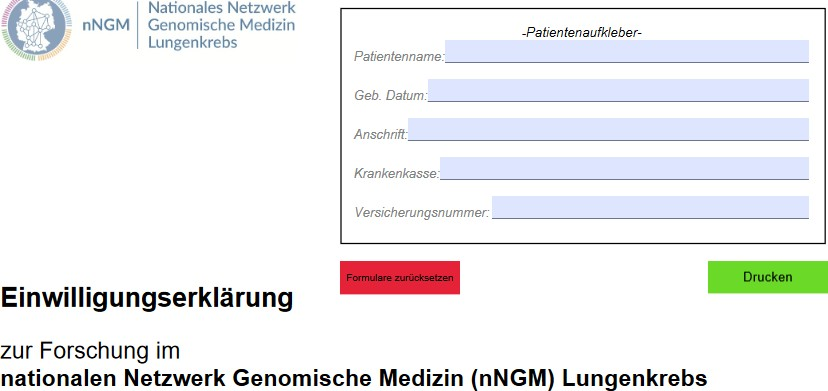 nNGM
Nationales Netzwerk
Genomische Medizin
Lungenkrebs
-Patientenaufkleber-
Patientenname:
Geb. Datum:
Anschrift:
Krankenkasse:
Versicherungsnummer:
Formulare zurücksetzen
Drucken
Einwilligungserklärung
zur Forschung im
nationalen Netzwerk Genomische Medizin (nNGM) Lungenkrebs